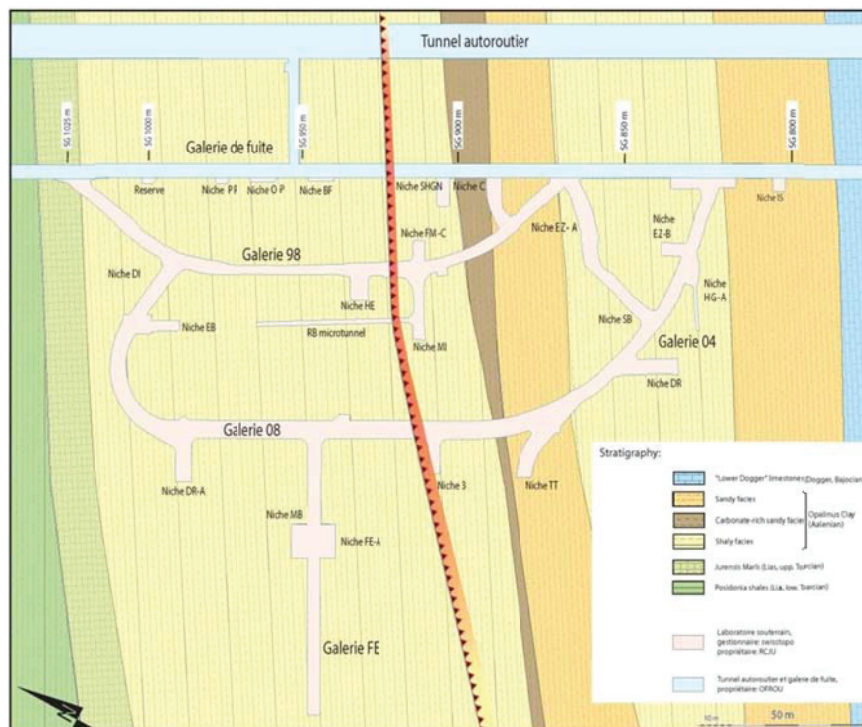 Tunnel autoroutier
SG 1025 m
SG 1000 m
SG 950 m
SG 900 m
SG 850 m
SG 800 m
Galerie de fuite
Reserve
Niche PP
Niche O-P
Niche BF
Niche SHGN
Niche C
Niche IS
Niche EZ-A
Niche
EZ-B
Niche FM-C
Galerie 98
Niche DI
Niche
HG-A
Niche HE
Niche EB
RB microtunnel
Niche MI
Niche SB
Galerie 04
Niche DR
Galerie 08
Niche DR-A
Niche 3
Niche TT
Niche MB
Niche FE-A
Galerie FE
N
Stratigraphy:
"Lower Dogger" limestones (Dogger, Bajocian
Sandy facies
Carbonate-rich sandy facies
Opalinus Clay
(Aalenian)
Shaly facies
Jurensis Marls (Lias, upp. Toarcian)
Posidonia shales (Lia, low. Toarcian)
Laboratoire souterrain,
gestionnaire: swisstopo
propriétaire: RCJU
Tunnel autoroutier et galerie de fuite,
propriétaire: OFROU
10 m
50 m